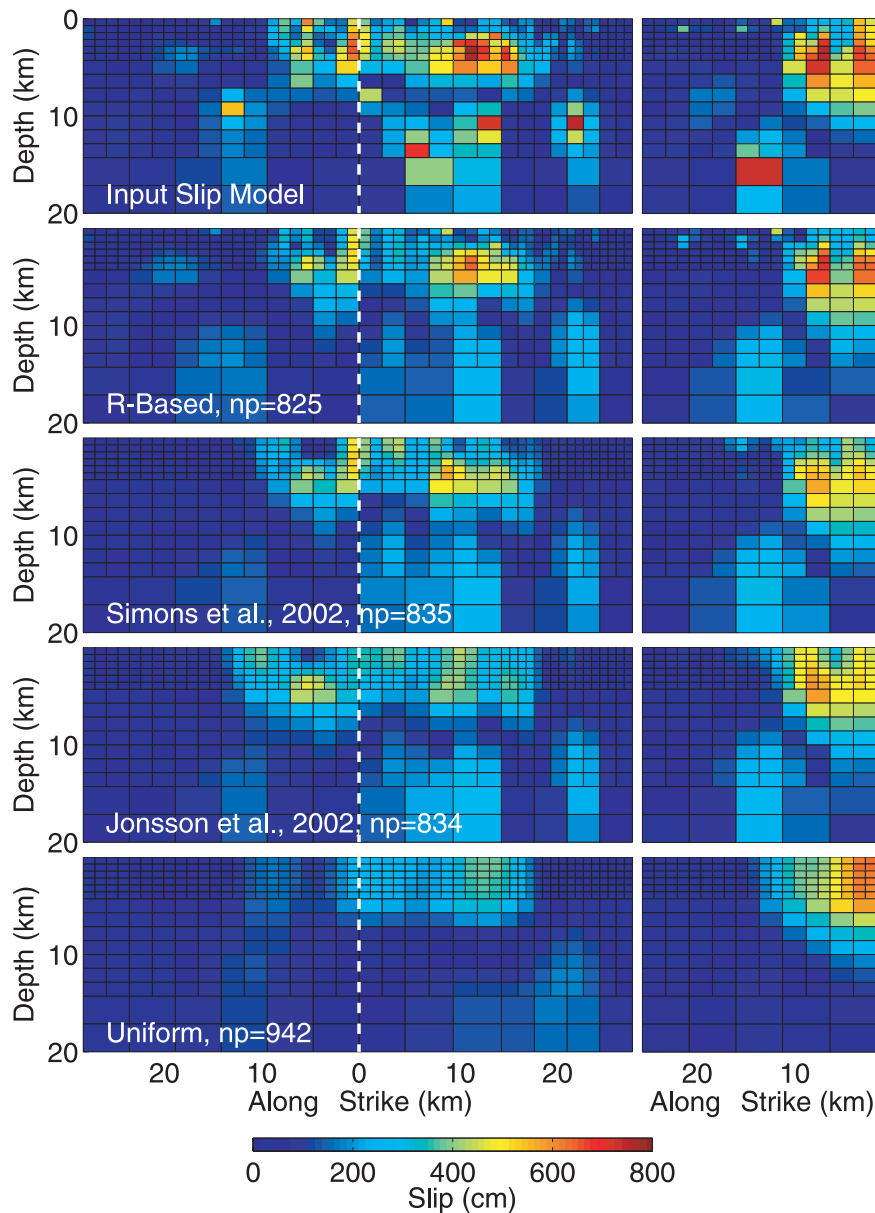 0
10
20
Depth (km)
Input Slip Model
10
20
Depth (km)
R-Based, np=825
10
20
Depth (km)
Simons et al., 2002, np=835
10
20
Depth (km)
Jonsson et al., 2002, np=834
10
20
Depth (km)
Uniform, np=942
20 10 0 10 20 20 10
Along Strike (km) Along Strike (km)
0 200 400 600 800
Slip (cm)